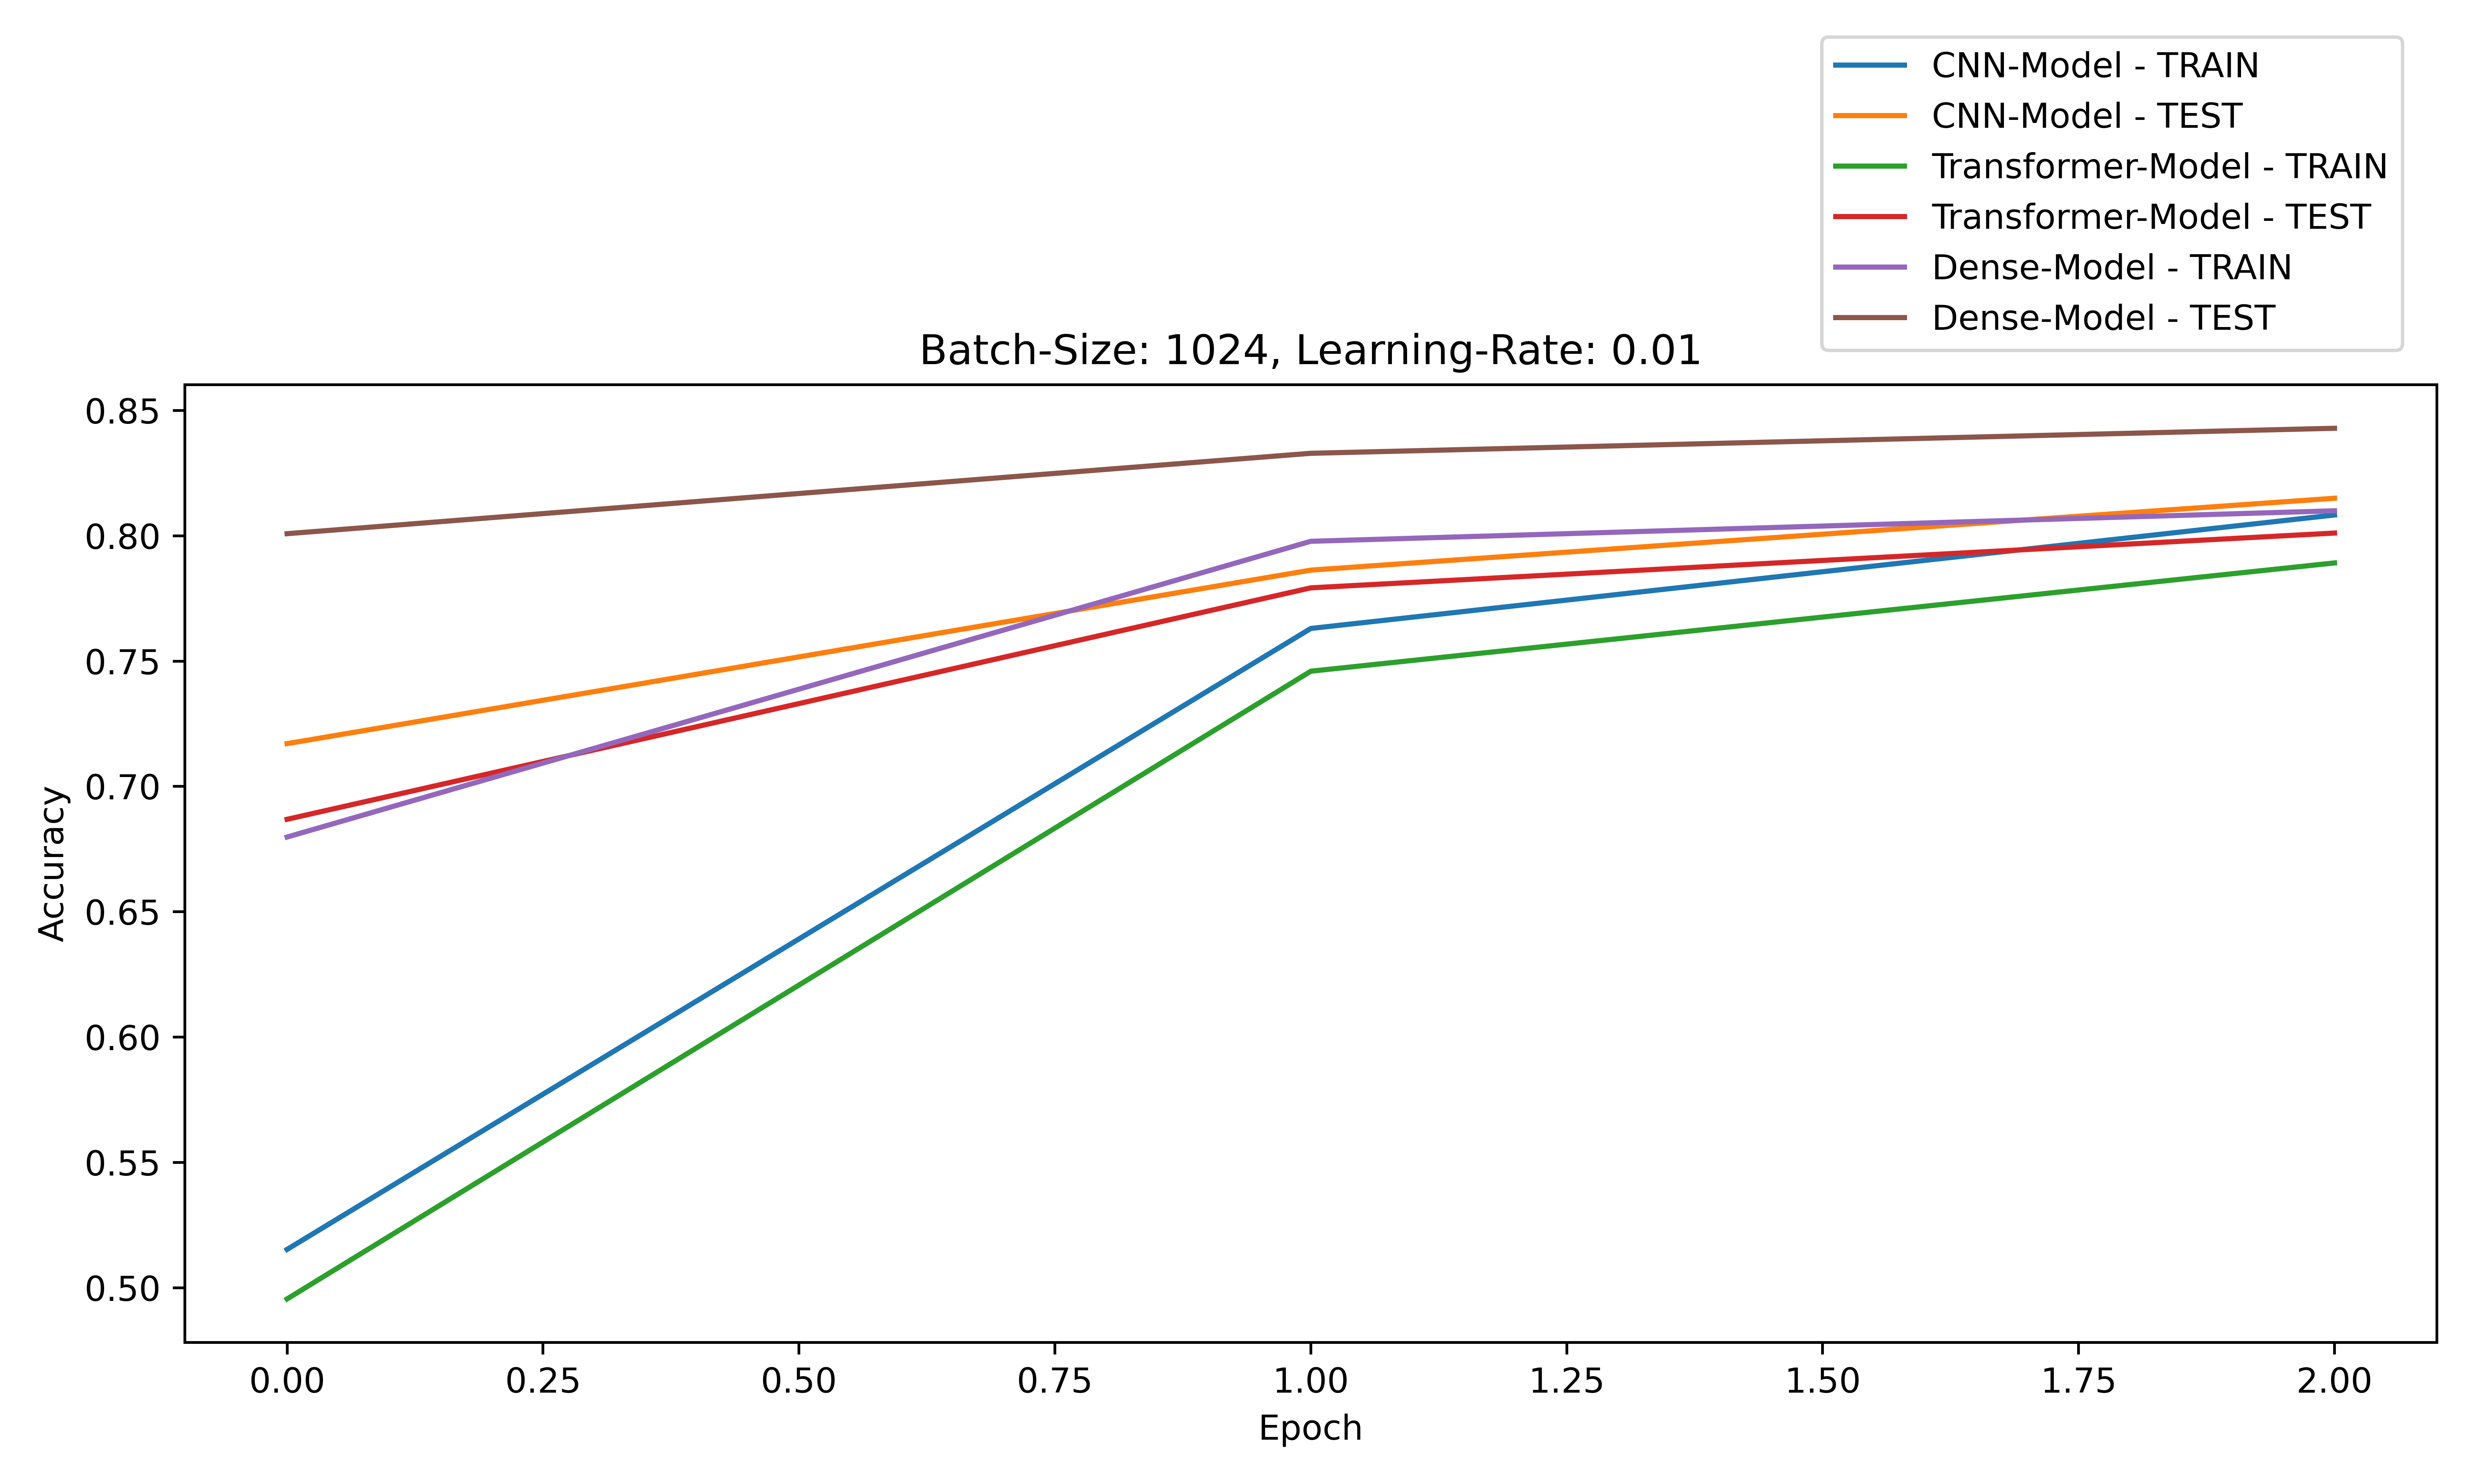 CNN-Model - TRAIN
CNN-Model - TEST
Transformer-Model - TRAIN
Transformer-Model - TEST
Dense-Model - TRAIN
Dense-Model - TEST
Batch-Size: 1024, Learning-Rate: 0.01
0.85
0.80
0.75
0.70
0.65
0.60
0.55
0.50
Accuracy
0.00 0.25 0.50 0.75 1.00 1.25 1.50 1.75 2.00
Epoch